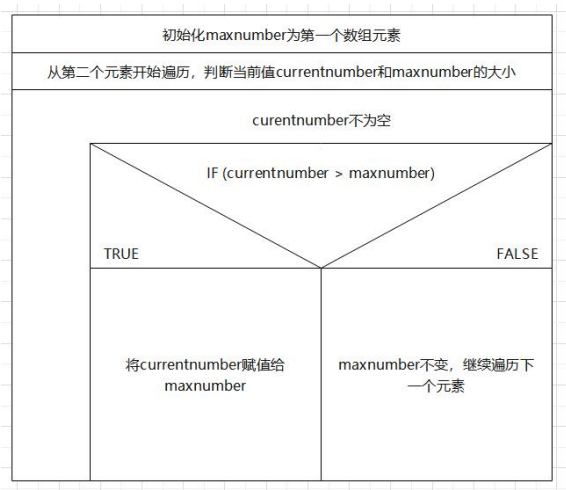 初始化maxnumber为第一个数组元素
从第二个元素开始遍历，判断当前值currentnumber和maxnumber的大小
curentnumber不为空
IF (currentnumber > maxnumber)
TRUE
FALSE
将currentnumber赋值给
maxnumber
maxnumber不变，继续遍历下
一个元素